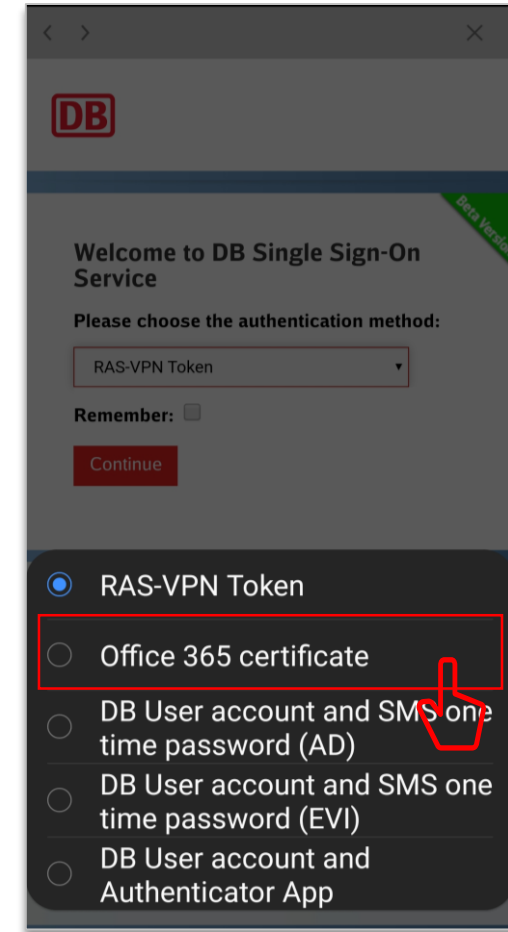 DB
Beta Version
Welcome to DB Single Sign-On
Service
Please choose the authentication method:
RAS-VPN Token
Remember:
Continue
RAS-VPN Token
Office 365 certificate
DB User account and SMS one
time password (AD)
DB User account and SMS one
time password (EVI)
DB User account and
Authenticator App